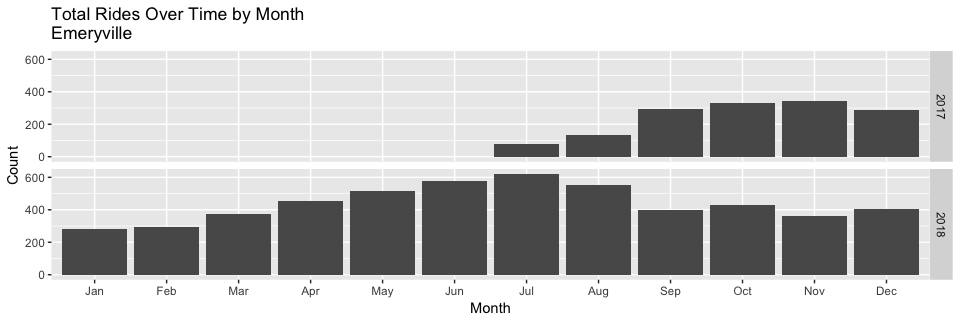 Total Rides Over Time by Month
Emeryville
Count
600
400
200
0
2017
600
400
200
0
2018
Jan Feb Mar Apr May Jun Jul Aug Sep Oct Nov Dec
Month